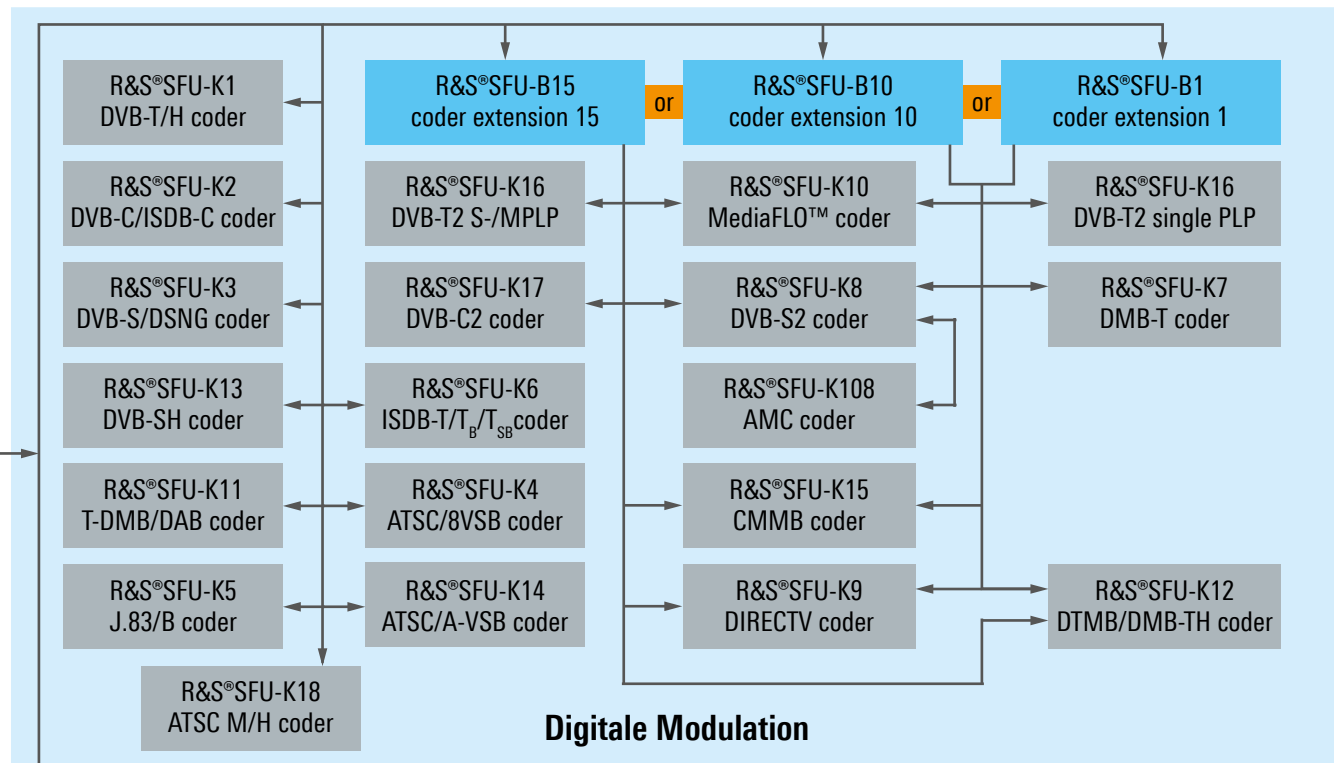 R&S®SFU-K1
DVB-T/H coder
R&S®SFU-B15
coder extension 15
or
R&S®SFU-B10
coder extension 10
or
R&S®SFU-B1
coder extension 1
R&S®SFU-K2
DVB-C/ISDB-C coder
R&S®SFU-K16
DVB-T2 S-/MPLP
R&S®SFU-K10
MediaFLO™ coder
R&S®SFU-K16
DVB-T2 single PLP
R&S®SFU-K3
DVB-S/DSNG coder
R&S®SFU-K17
DVB-C2 coder
R&S®SFU-K8
DVB-S2 coder
R&S®SFU-K7
DMB-T coder
R&S®SFU-K13
DVB-SH coder
R&S®SFU-K6
ISDB-T/T_B/T_SB coder
R&S®SFU-K108
AMC coder
R&S®SFU-K11
T-DMB/DAB coder
R&S®SFU-K4
ATSC/8VSB coder
R&S®SFU-K15
CMMB coder
R&S®SFU-K5
J.83/B coder
R&S®SFU-K14
ATSC/A-VSB coder
R&S®SFU-K9
DIRECTV coder
R&S®SFU-K12
DTMB/DMB-TH coder
R&S®SFU-K18
ATSC M/H coder
Digitale Modulation